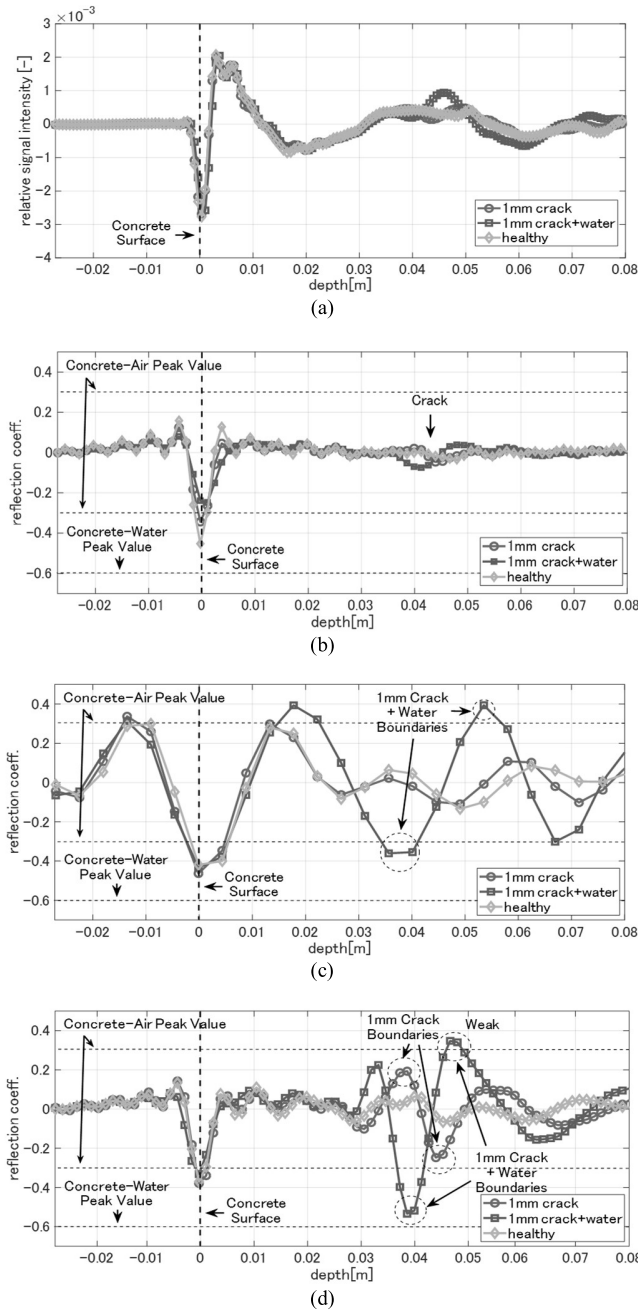 ×10⁻³
3
2
1
0
-1
-2
-3
-4
relative signal intensity [-]
Concrete
Surface
1mm crack
1mm crack+water
healthy
-0.02 -0.01 0 0.01 0.02 0.03 0.04 0.05 0.06 0.07 0.08
depth[m]
(a)
Concrete-Air Peak Value
0.4
0.2
0
-0.2
-0.4
-0.6
reflection coeff.
Crack
Concrete-Water
Peak Value
Concrete
Surface
1mm crack
1mm crack+water
healthy
-0.02 -0.01 0 0.01 0.02 0.03 0.04 0.05 0.06 0.07 0.08
depth[m]
(b)
Concrete-Air Peak Value
0.4
0.2
0
-0.2
-0.4
-0.6
reflection coeff.
1mm Crack
+ Water
Boundaries
Concrete-Water
Peak Value
Concrete
Surface
1mm crack
1mm crack+water
healthy
-0.02 -0.01 0 0.01 0.02 0.03 0.04 0.05 0.06 0.07 0.08
depth[m]
(c)
Concrete-Air Peak Value
0.4
0.2
0
-0.2
-0.4
-0.6
reflection coeff.
1mm Crack
Boundaries
Weak
1mm Crack
+ Water
Boundaries
Concrete-Water
Peak Value
Concrete
Surface
1mm crack
1mm crack+water
healthy
-0.02 -0.01 0 0.01 0.02 0.03 0.04 0.05 0.06 0.07 0.08
depth[m]
(d)